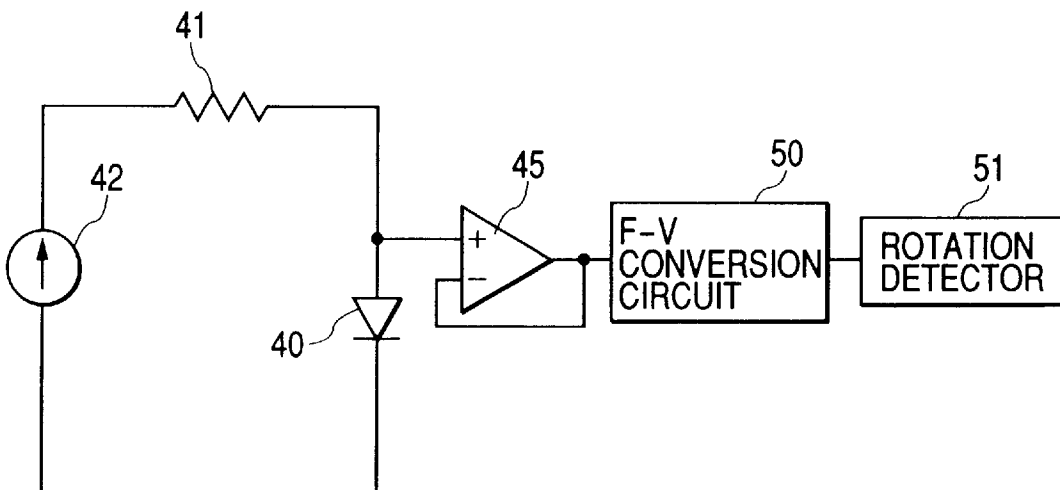 41
42
45
50
51
40
+
−
F-V
CONVERSION
CIRCUIT
ROTATION
DETECTOR